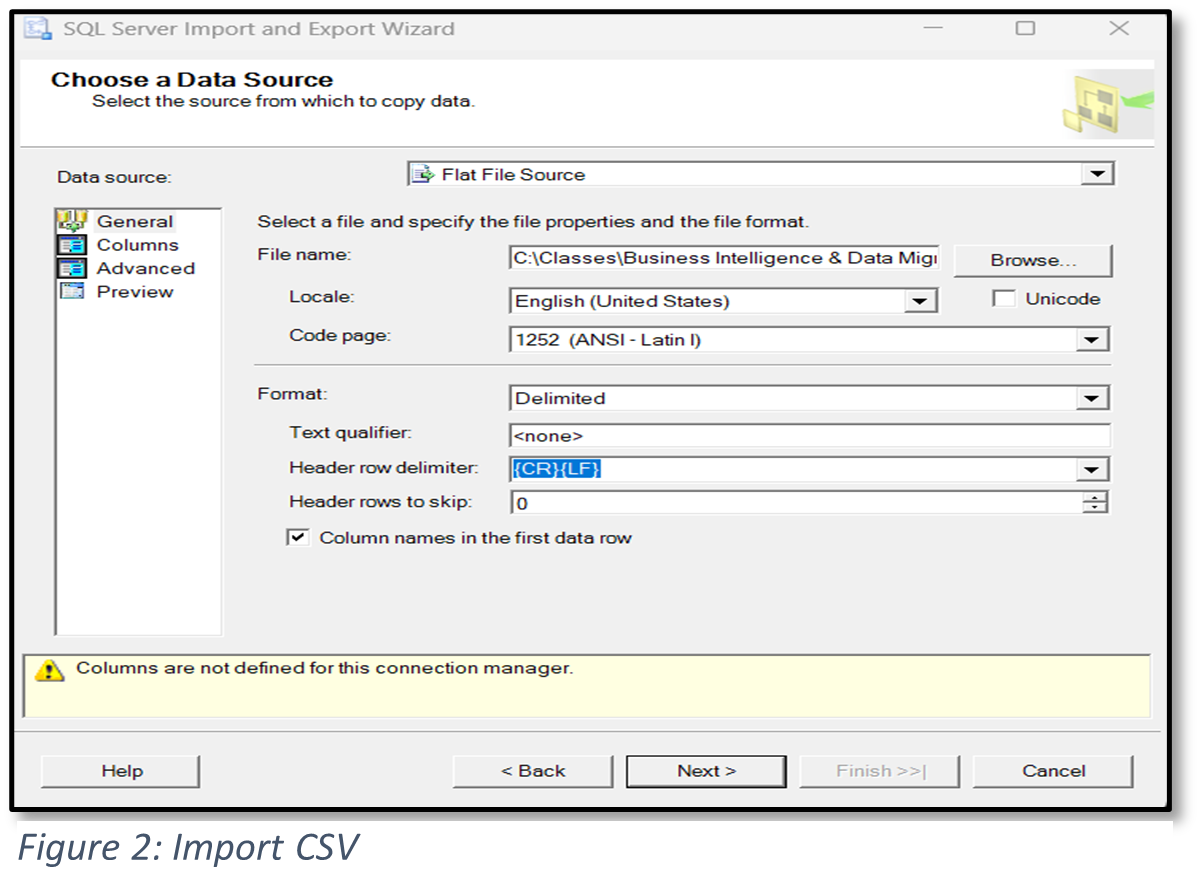 SQL Server Import and Export Wizard
Choose a Data Source
Select the source from which to copy data.
Data source:
Flat File Source
General
Columns
Advanced
Preview
Select a file and specify the file properties and the file format.
File name:
C:\Classes\Business Intelligence & Data Migr
Browse...
Locale:
English (United States)
Unicode
Code page:
1252 (ANSI - Latin I)
Format:
Delimited
Text qualifier:
<none>
Header row delimiter:
{CR}{LF}
Header rows to skip:
0
Column names in the first data row
Columns are not defined for this connection manager.
Help
< Back
Next >
Finish >>|
Cancel
Figure 2: Import CSV